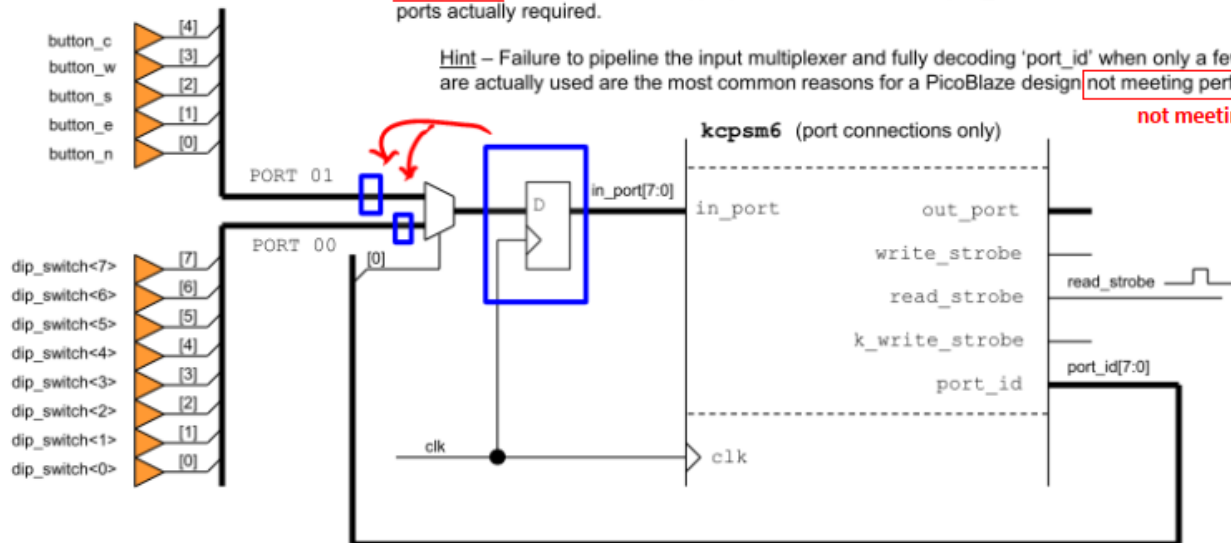 ports actually required.
Hint – Failure to pipeline the input multiplexer and fully decoding 'port_id' when only a few
are actually used are the most common reasons for a PicoBlaze design not meeting perf
not meetin
kcpsm6 (port connections only)
button_c [4]
button_w [3]
button_s [2]
button_e [1]
button_n [0]
PORT 01
PORT 00
[0]
D
in_port[7:0]
in_port
out_port
write_strobe
read_strobe
read_strobe
k_write_strobe
port_id
port_id[7:0]
dip_switch<7> [7]
dip_switch<6> [6]
dip_switch<5> [5]
dip_switch<4> [4]
dip_switch<3> [3]
dip_switch<2> [2]
dip_switch<1> [1]
dip_switch<0> [0]
clk
clk